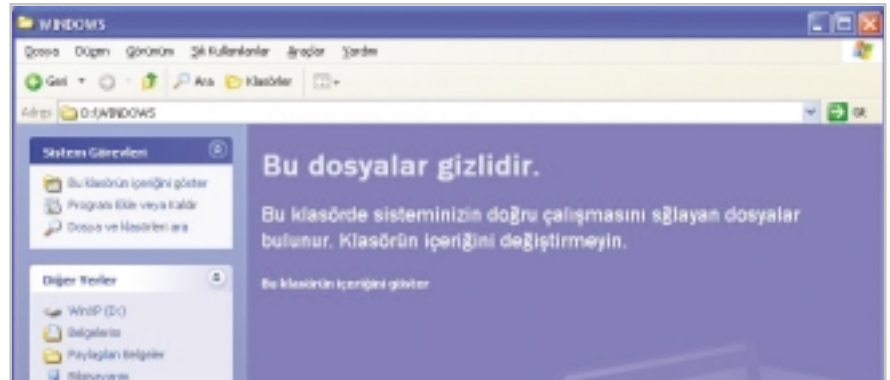 WINDOWS
Dosya Düzen Görünüm Sık Kullanılanlar Araçlar Yardım
Geri Ara Klasörler
Adres D:\WINDOWS Git
Sistem Görevleri
Bu klasörün içeriğini göster
Program Ekle veya Kaldır
Dosya ve klasörleri ara
Diğer Yerler
WinXP (D:)
Belgelerim
Paylaşılan Belgeler
Bilgisayarım
Bu dosyalar gizlidir.
Bu klasörde sisteminizin doğru çalışmasını sğlayan dosyalar
bulunur. Klasörün içeriğini değiştirmeyin.
Bu klasörün içeriğini göster